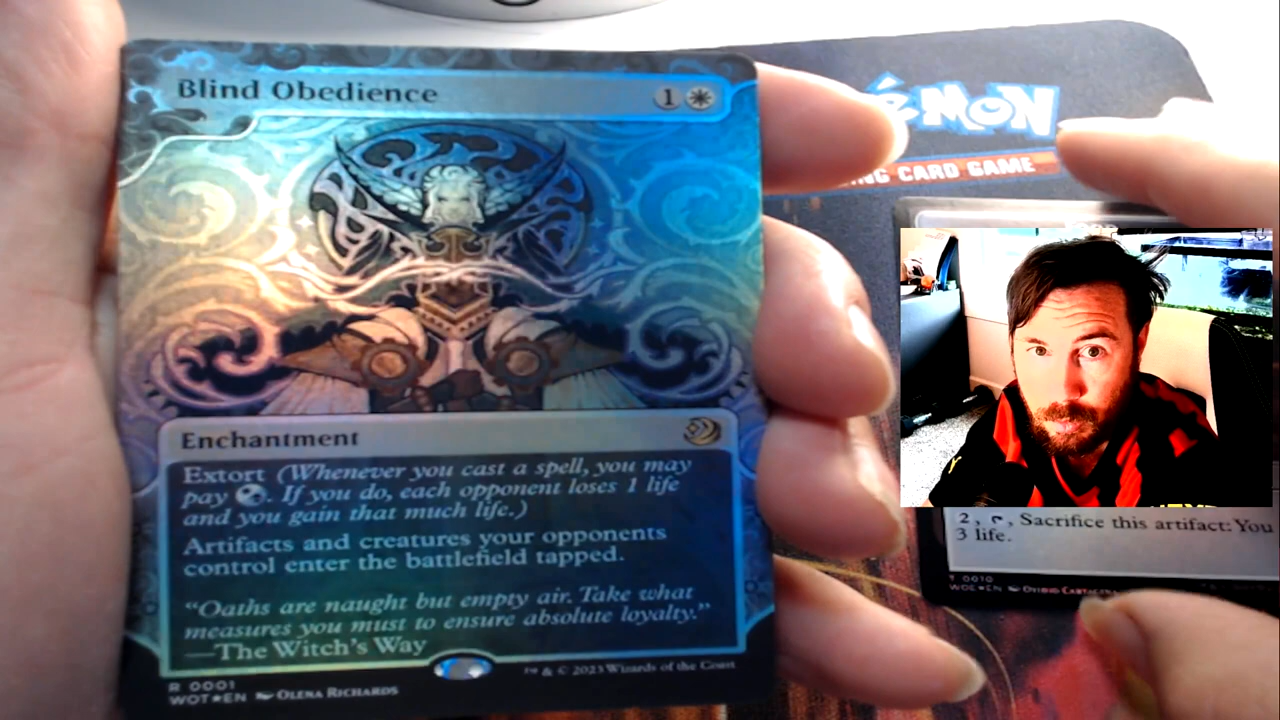 Blind Obedience 1
Enchantment
Extort (Whenever you cast a spell, you may
pay . If you do, each opponent loses 1 life
and you gain that much life.)
Artifacts and creatures your opponents
control enter the battlefield tapped.
"Oaths are naught but empty air. Take what
measures you must to ensure absolute loyalty."
—The Witch's Way
R 0001
WOT★EN OLENA RICHARDS
™ & © 2023 Wizards of the Coast
émon
CARD GAME
2, , Sacrifice this artifact: You
3 life.
0010